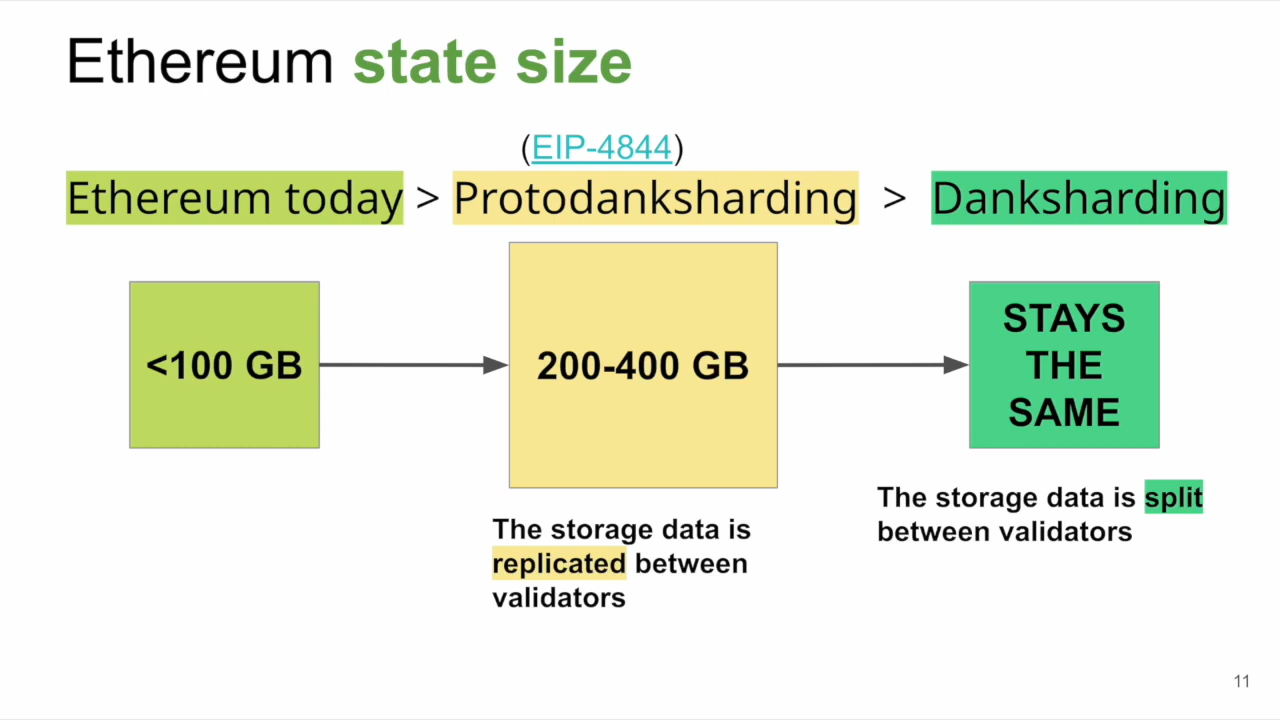 Ethereum state size
(EIP-4844)
Ethereum today > Protodanksharding > Danksharding
<100 GB
200-400 GB
STAYS
THE
SAME
The storage data is
replicated between
validators
The storage data is split
between validators
11